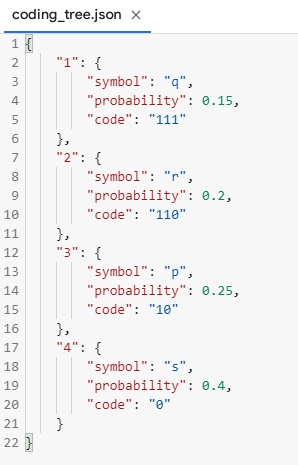 coding_tree.json ×
1 {
2     "1": {
3         "symbol": "q",
4         "probability": 0.15,
5         "code": "111"
6     },
7     "2": {
8         "symbol": "r",
9         "probability": 0.2,
10         "code": "110"
11     },
12     "3": {
13         "symbol": "p",
14         "probability": 0.25,
15         "code": "10"
16     },
17     "4": {
18         "symbol": "s",
19         "probability": 0.4,
20         "code": "0"
21     }
22 }